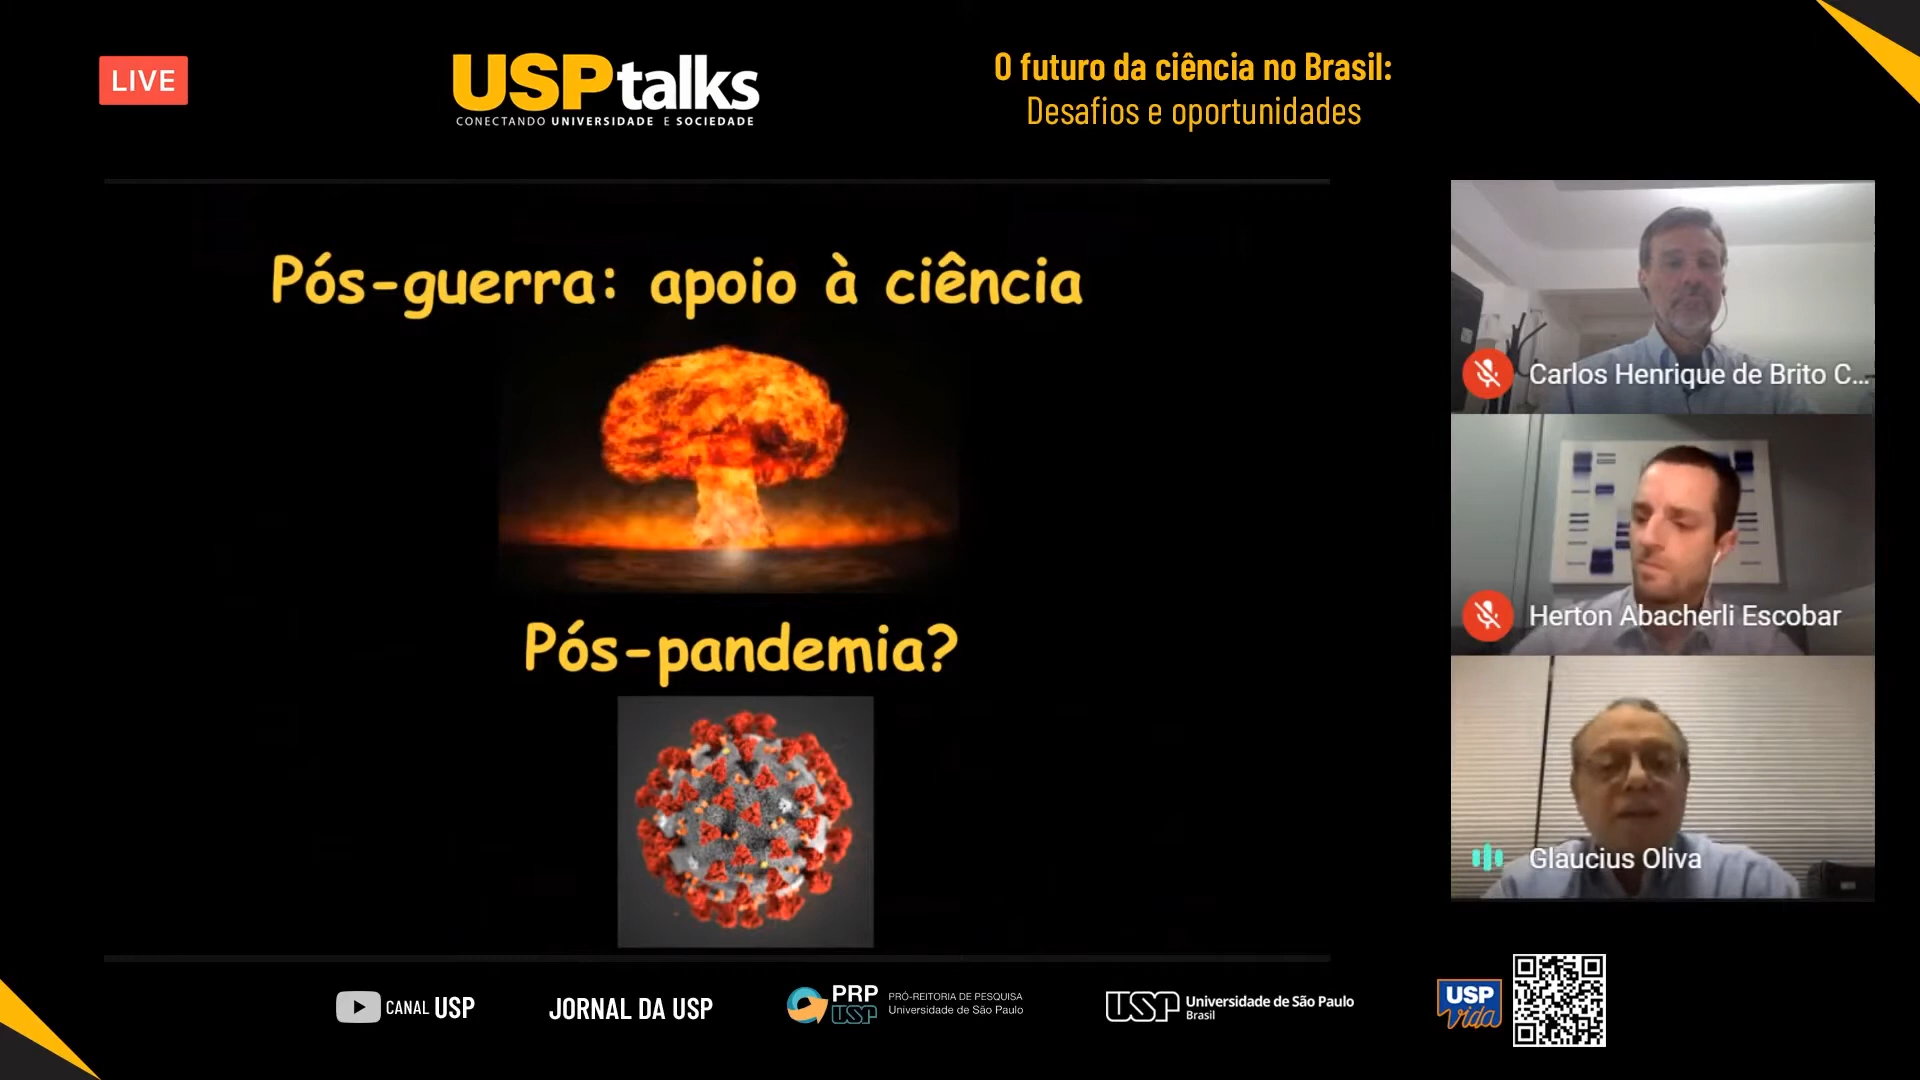 LIVE
USP talks
CONECTANDO UNIVERSIDADE E SOCIEDADE
O futuro da ciência no Brasil:
Desafios e oportunidades
Pós-guerra: apoio à ciência
Pós-pandemia?
Carlos Henrique de Brito C...
Herton Abacherli Escobar
Glaucius Oliva
CANAL USP
JORNAL DA USP
PRP
USP
PRÓ-REITORIA DE PESQUISA
Universidade de São Paulo
USP
Universidade de São Paulo
Brasil
USP
Vida